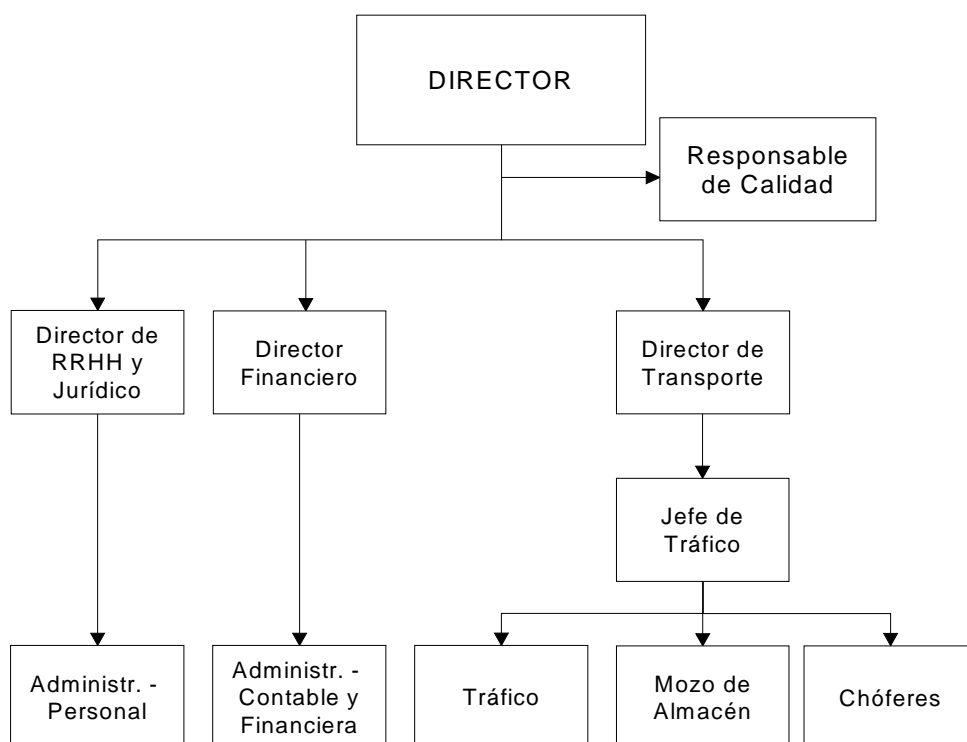 DIRECTOR
Responsable
de Calidad
Director de
RRHH y
Jurídico
Director
Financiero
Director de
Transporte
Jefe de
Tráfico
Administr. -
Personal
Administr. -
Contable y
Financiera
Tráfico
Mozo de
Almacén
Chóferes